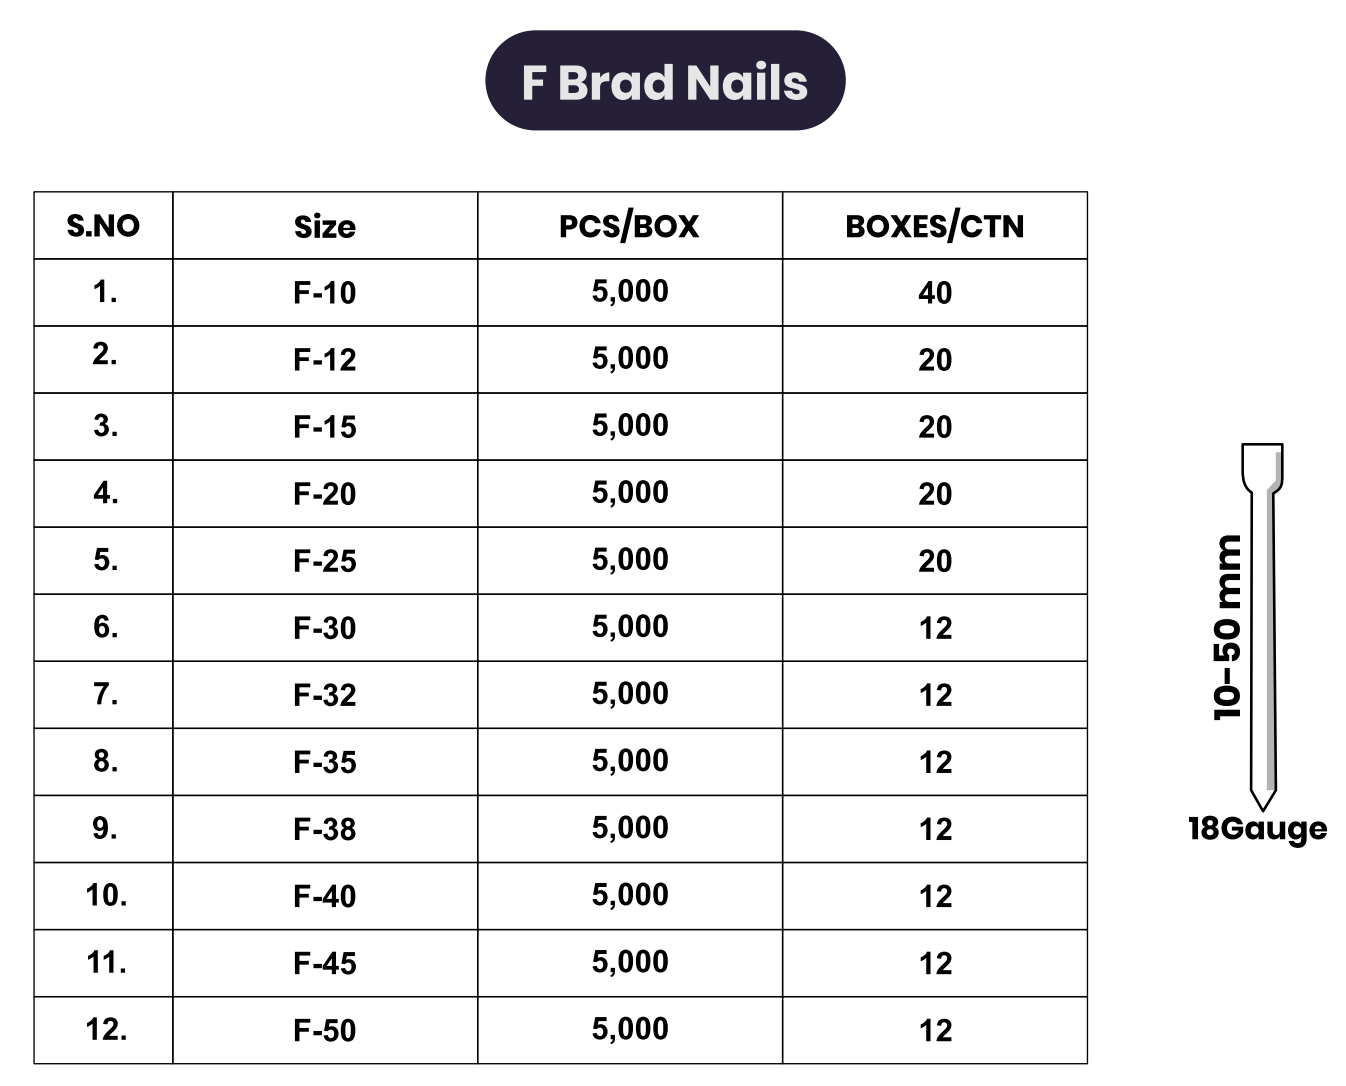 F Brad Nails
S.NO Size PCS/BOX BOXES/CTN
1. F-10 5,000 40
2. F-12 5,000 20
3. F-15 5,000 20
4. F-20 5,000 20
5. F-25 5,000 20
6. F-30 5,000 12
7. F-32 5,000 12
8. F-35 5,000 12
9. F-38 5,000 12
10. F-40 5,000 12
11. F-45 5,000 12
12. F-50 5,000 12
10-50 mm
18Gauge